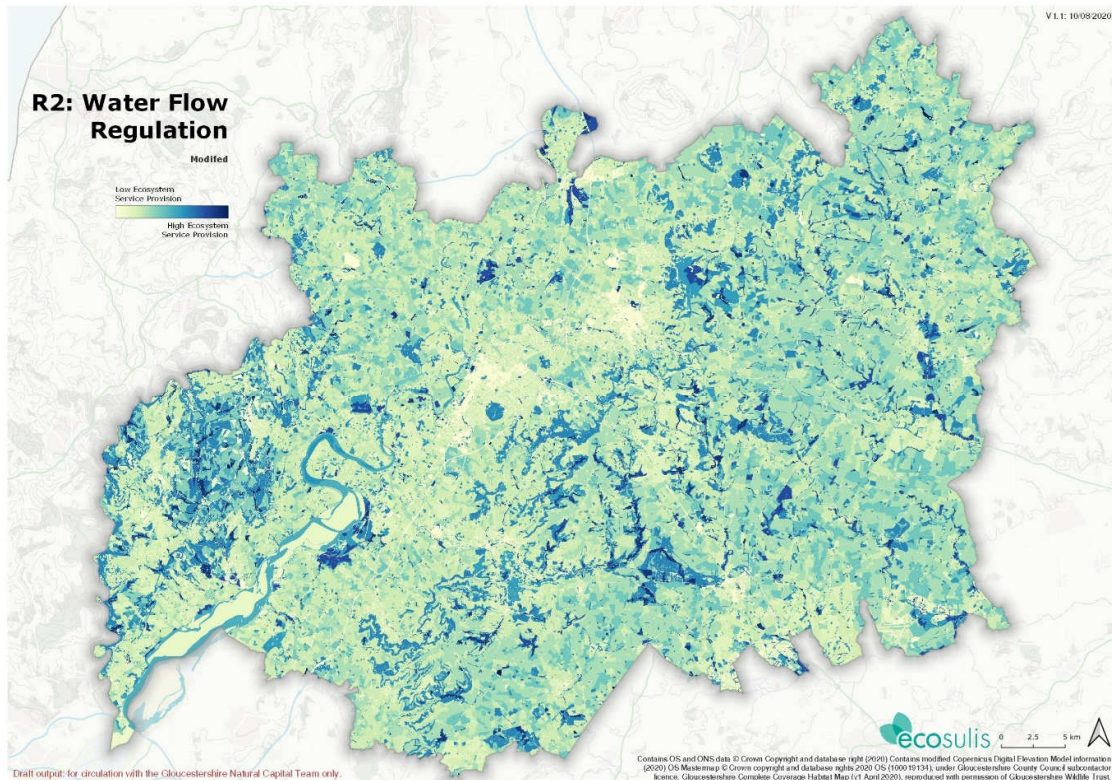 V1.1: 10/08/2020
R2: Water Flow
Regulation
Modifed
Low Ecosystem
Service Provision
High Ecosystem
Service Provision
ecosulis
0 2.5 5 km
Draft output: for circulation with the Gloucestershire Natural Capital Team only.
Contains OS and ONS data © Crown Copyright and database right (2020) Contains modified Copernicus Digital Elevation Model information
(2020) OS Mastermap © Crown copyright and database rights 2020 OS (100019134), under Gloucestershire County Council subcontactor
licence. Gloucestershire Complete Coverage Habitat Map (v1 April 2020), reproduced with permission of Gloucestershire Wildlife Trust